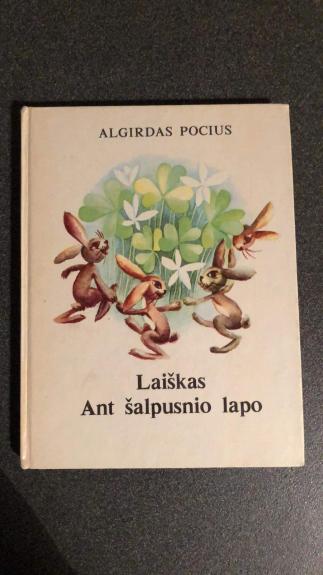 ALGIRDAS POCIUS
Laiškas
Ant šalpusnio lapo